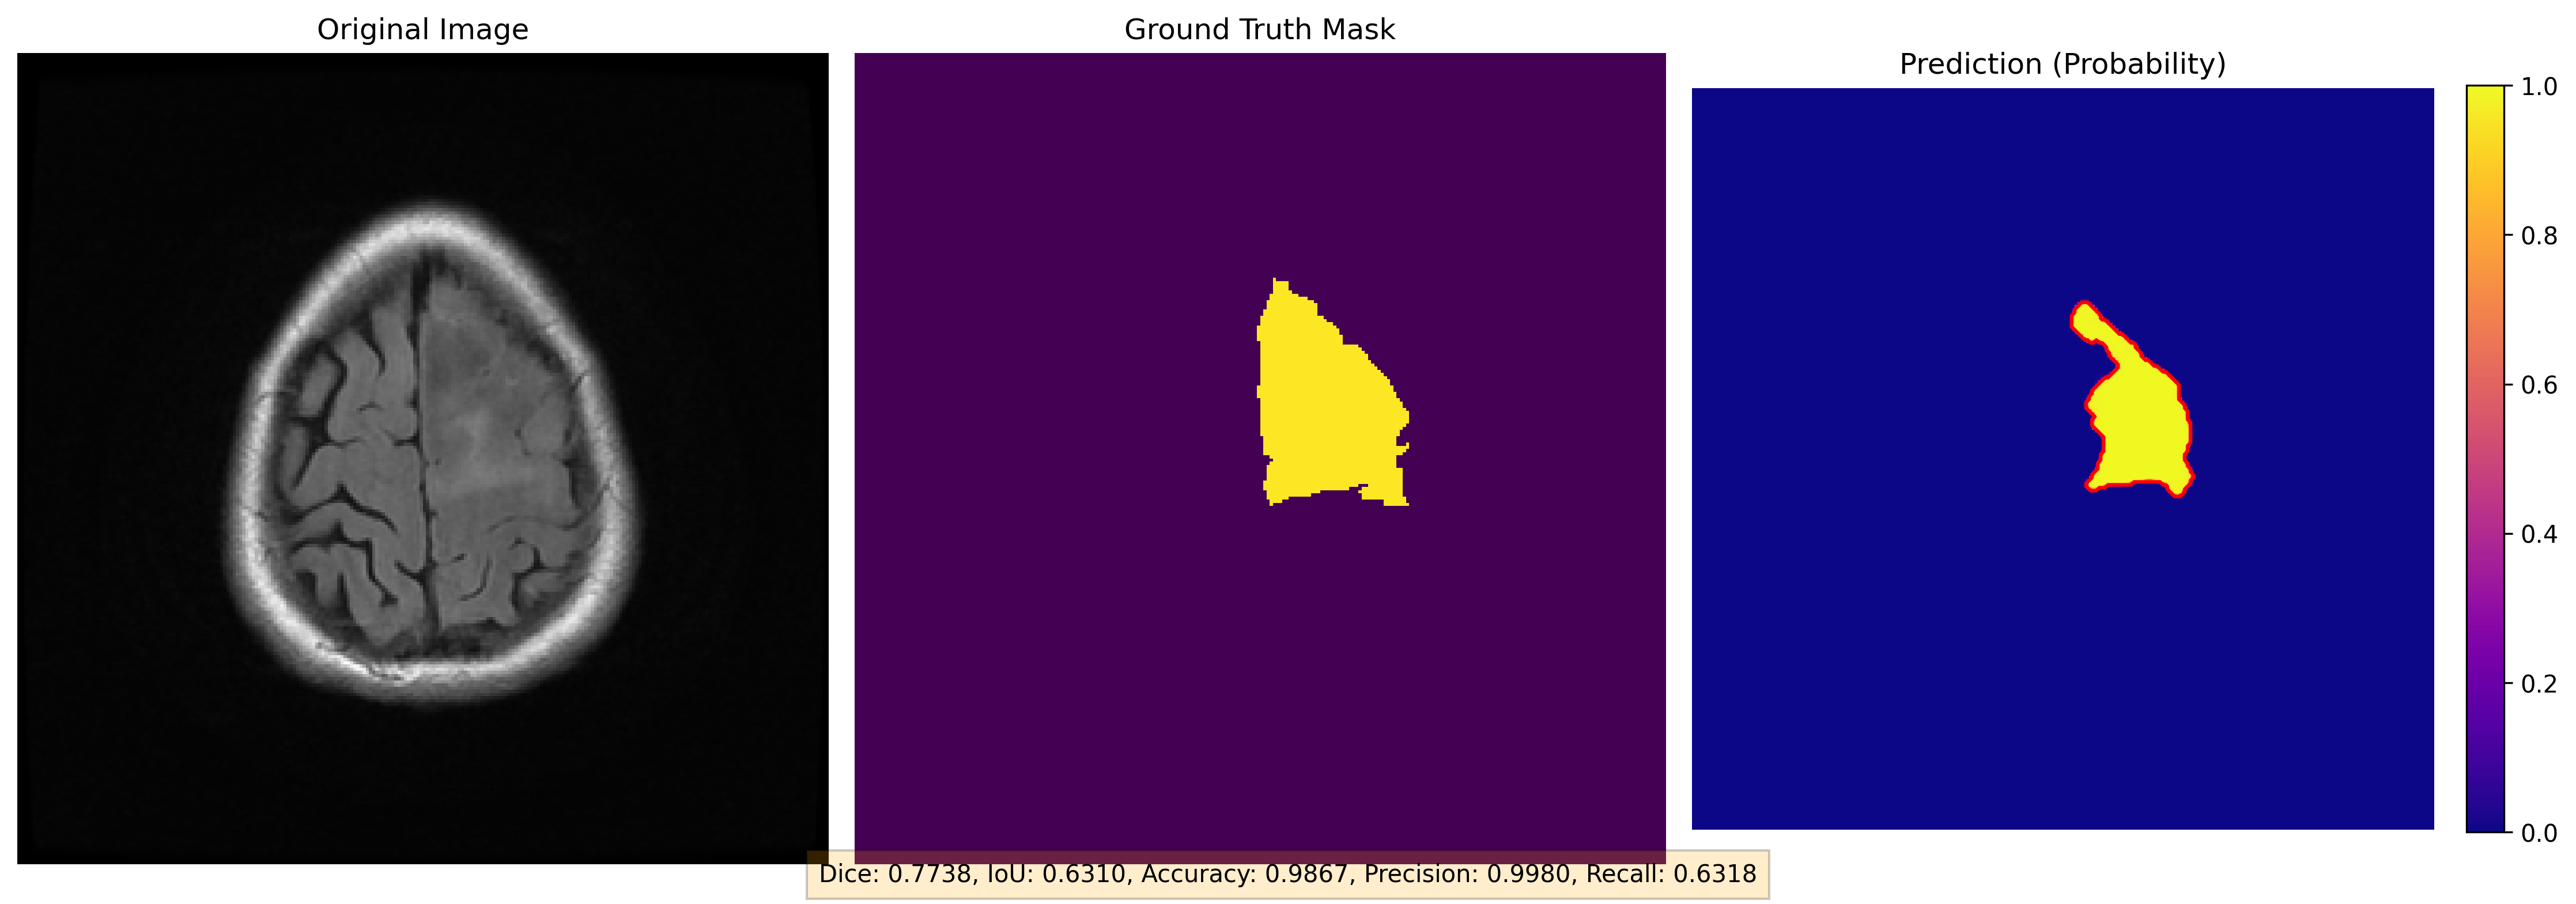 Original Image
Ground Truth Mask
Prediction (Probability)
1.0
0.8
0.6
0.4
0.2
0.0
Dice: 0.7738, IoU: 0.6310, Accuracy: 0.9867, Precision: 0.9980, Recall: 0.6318